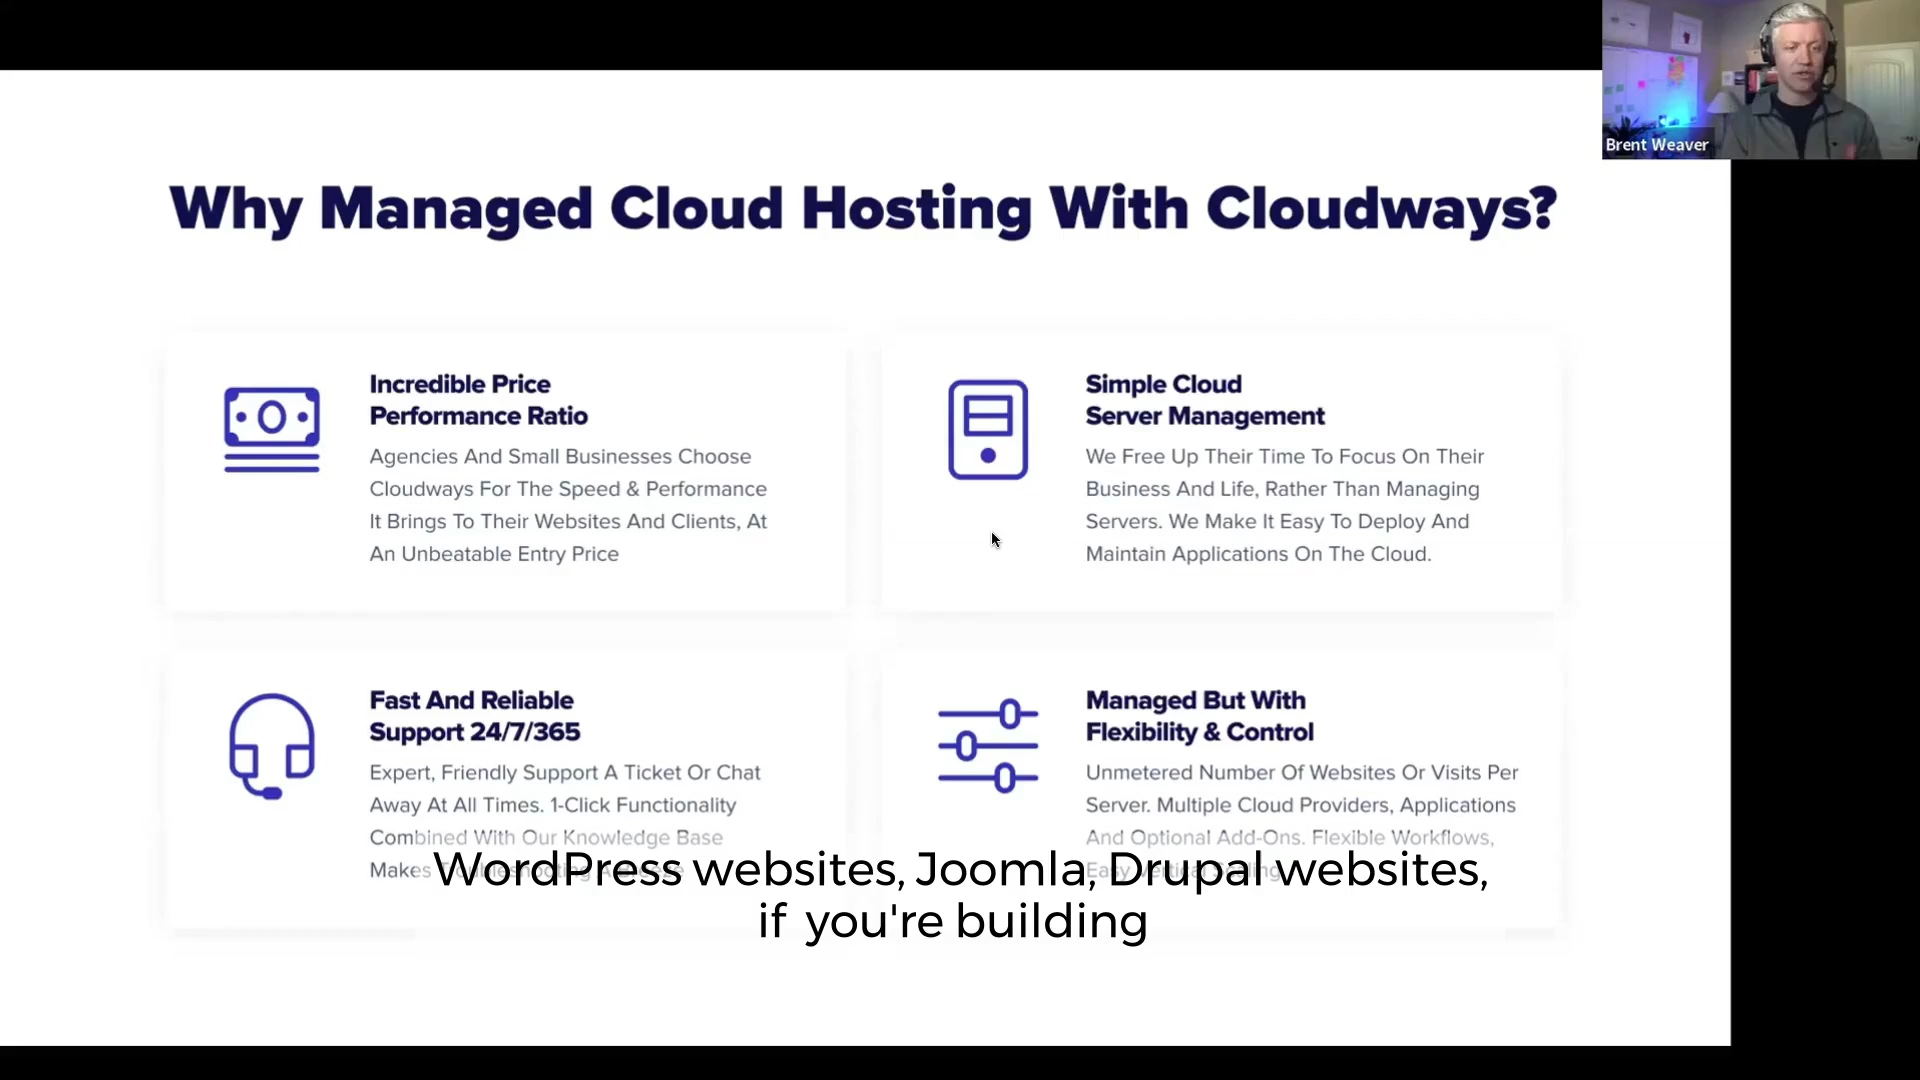 Brent Weaver
Why Managed Cloud Hosting With Cloudways?
Incredible Price
Performance Ratio
Agencies And Small Businesses Choose
Cloudways For The Speed & Performance
It Brings To Their Websites And Clients, At
An Unbeatable Entry Price
Simple Cloud
Server Management
We Free Up Their Time To Focus On Their
Business And Life, Rather Than Managing
Servers. We Make It Easy To Deploy And
Maintain Applications On The Cloud.
Fast And Reliable
Support 24/7/365
Expert, Friendly Support A Ticket Or Chat
Away At All Times. 1-Click Functionality
Combined With Our Knowledge Base
Makes Troubleshooting
Managed But With
Flexibility & Control
Unmetered Number Of Websites Or Visits Per
Server. Multiple Cloud Providers, Applications
And Optional Add-Ons. Flexible Workflows,
Easy Vertical Scaling
WordPress websites, Joomla, Drupal websites,
if you're building